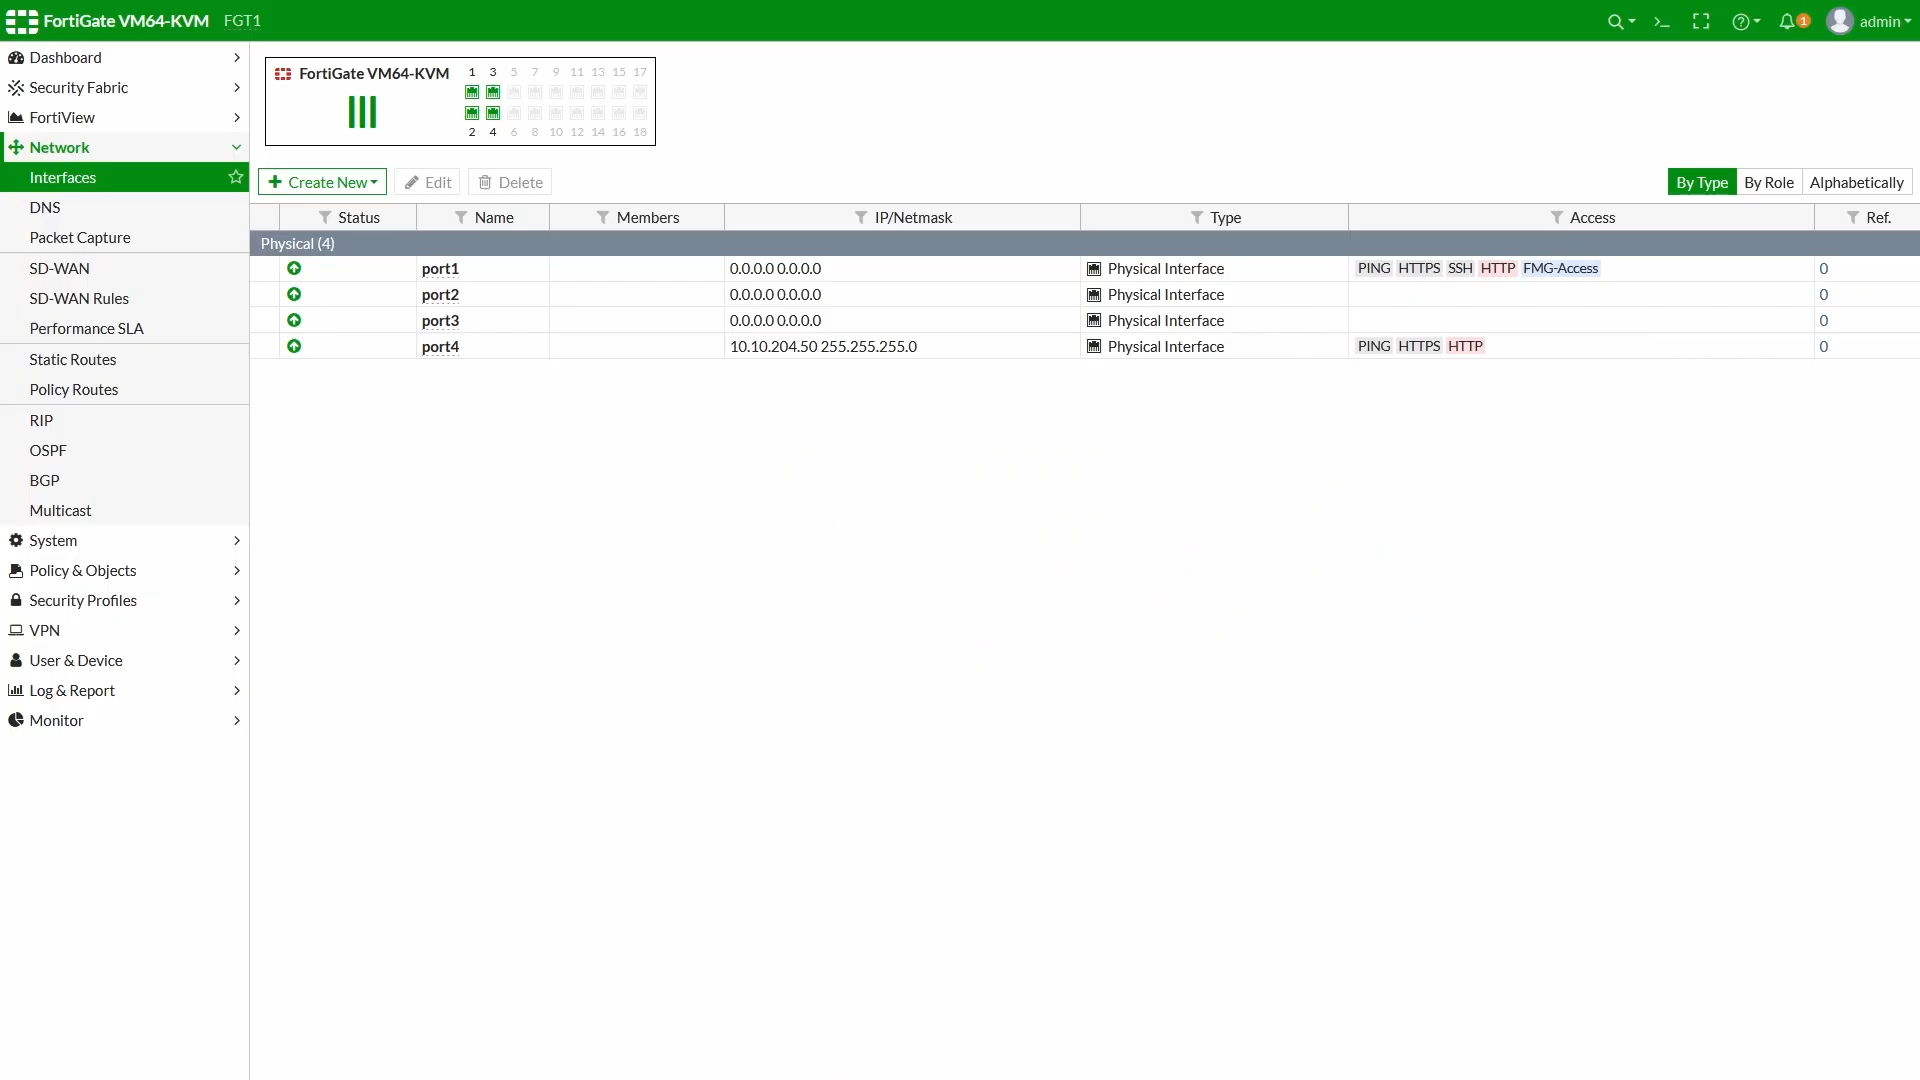 FortiGate VM64-KVM FGT1 1 admin
Dashboard
Security Fabric
FortiView
Network
Interfaces
DNS
Packet Capture
SD-WAN
SD-WAN Rules
Performance SLA
Static Routes
Policy Routes
RIP
OSPF
BGP
Multicast
System
Policy & Objects
Security Profiles
VPN
User & Device
Log & Report
Monitor
FortiGate VM64-KVM
1 3 5 7 9 11 13 15 17
2 4 6 8 10 12 14 16 18
Create New Edit Delete By Type By Role Alphabetically
Status Name Members IP/Netmask Type Access Ref.
Physical (4)
port1 0.0.0.0 0.0.0.0 Physical Interface PING HTTPS SSH HTTP FMG-Access 0
port2 0.0.0.0 0.0.0.0 Physical Interface 0
port3 0.0.0.0 0.0.0.0 Physical Interface 0
port4 10.10.204.50 255.255.255.0 Physical Interface PING HTTPS HTTP 0